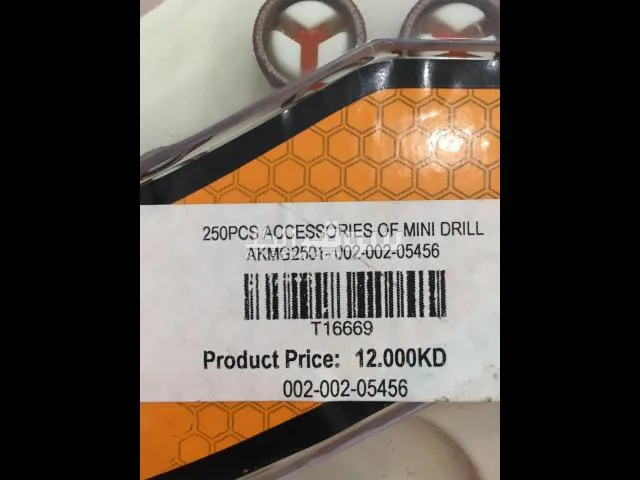 250PCS ACCESSORIES OF MINI DRILL
AKMG2501- 002-002-05456
T16669
Product Price: 12.000KD
002-002-05456